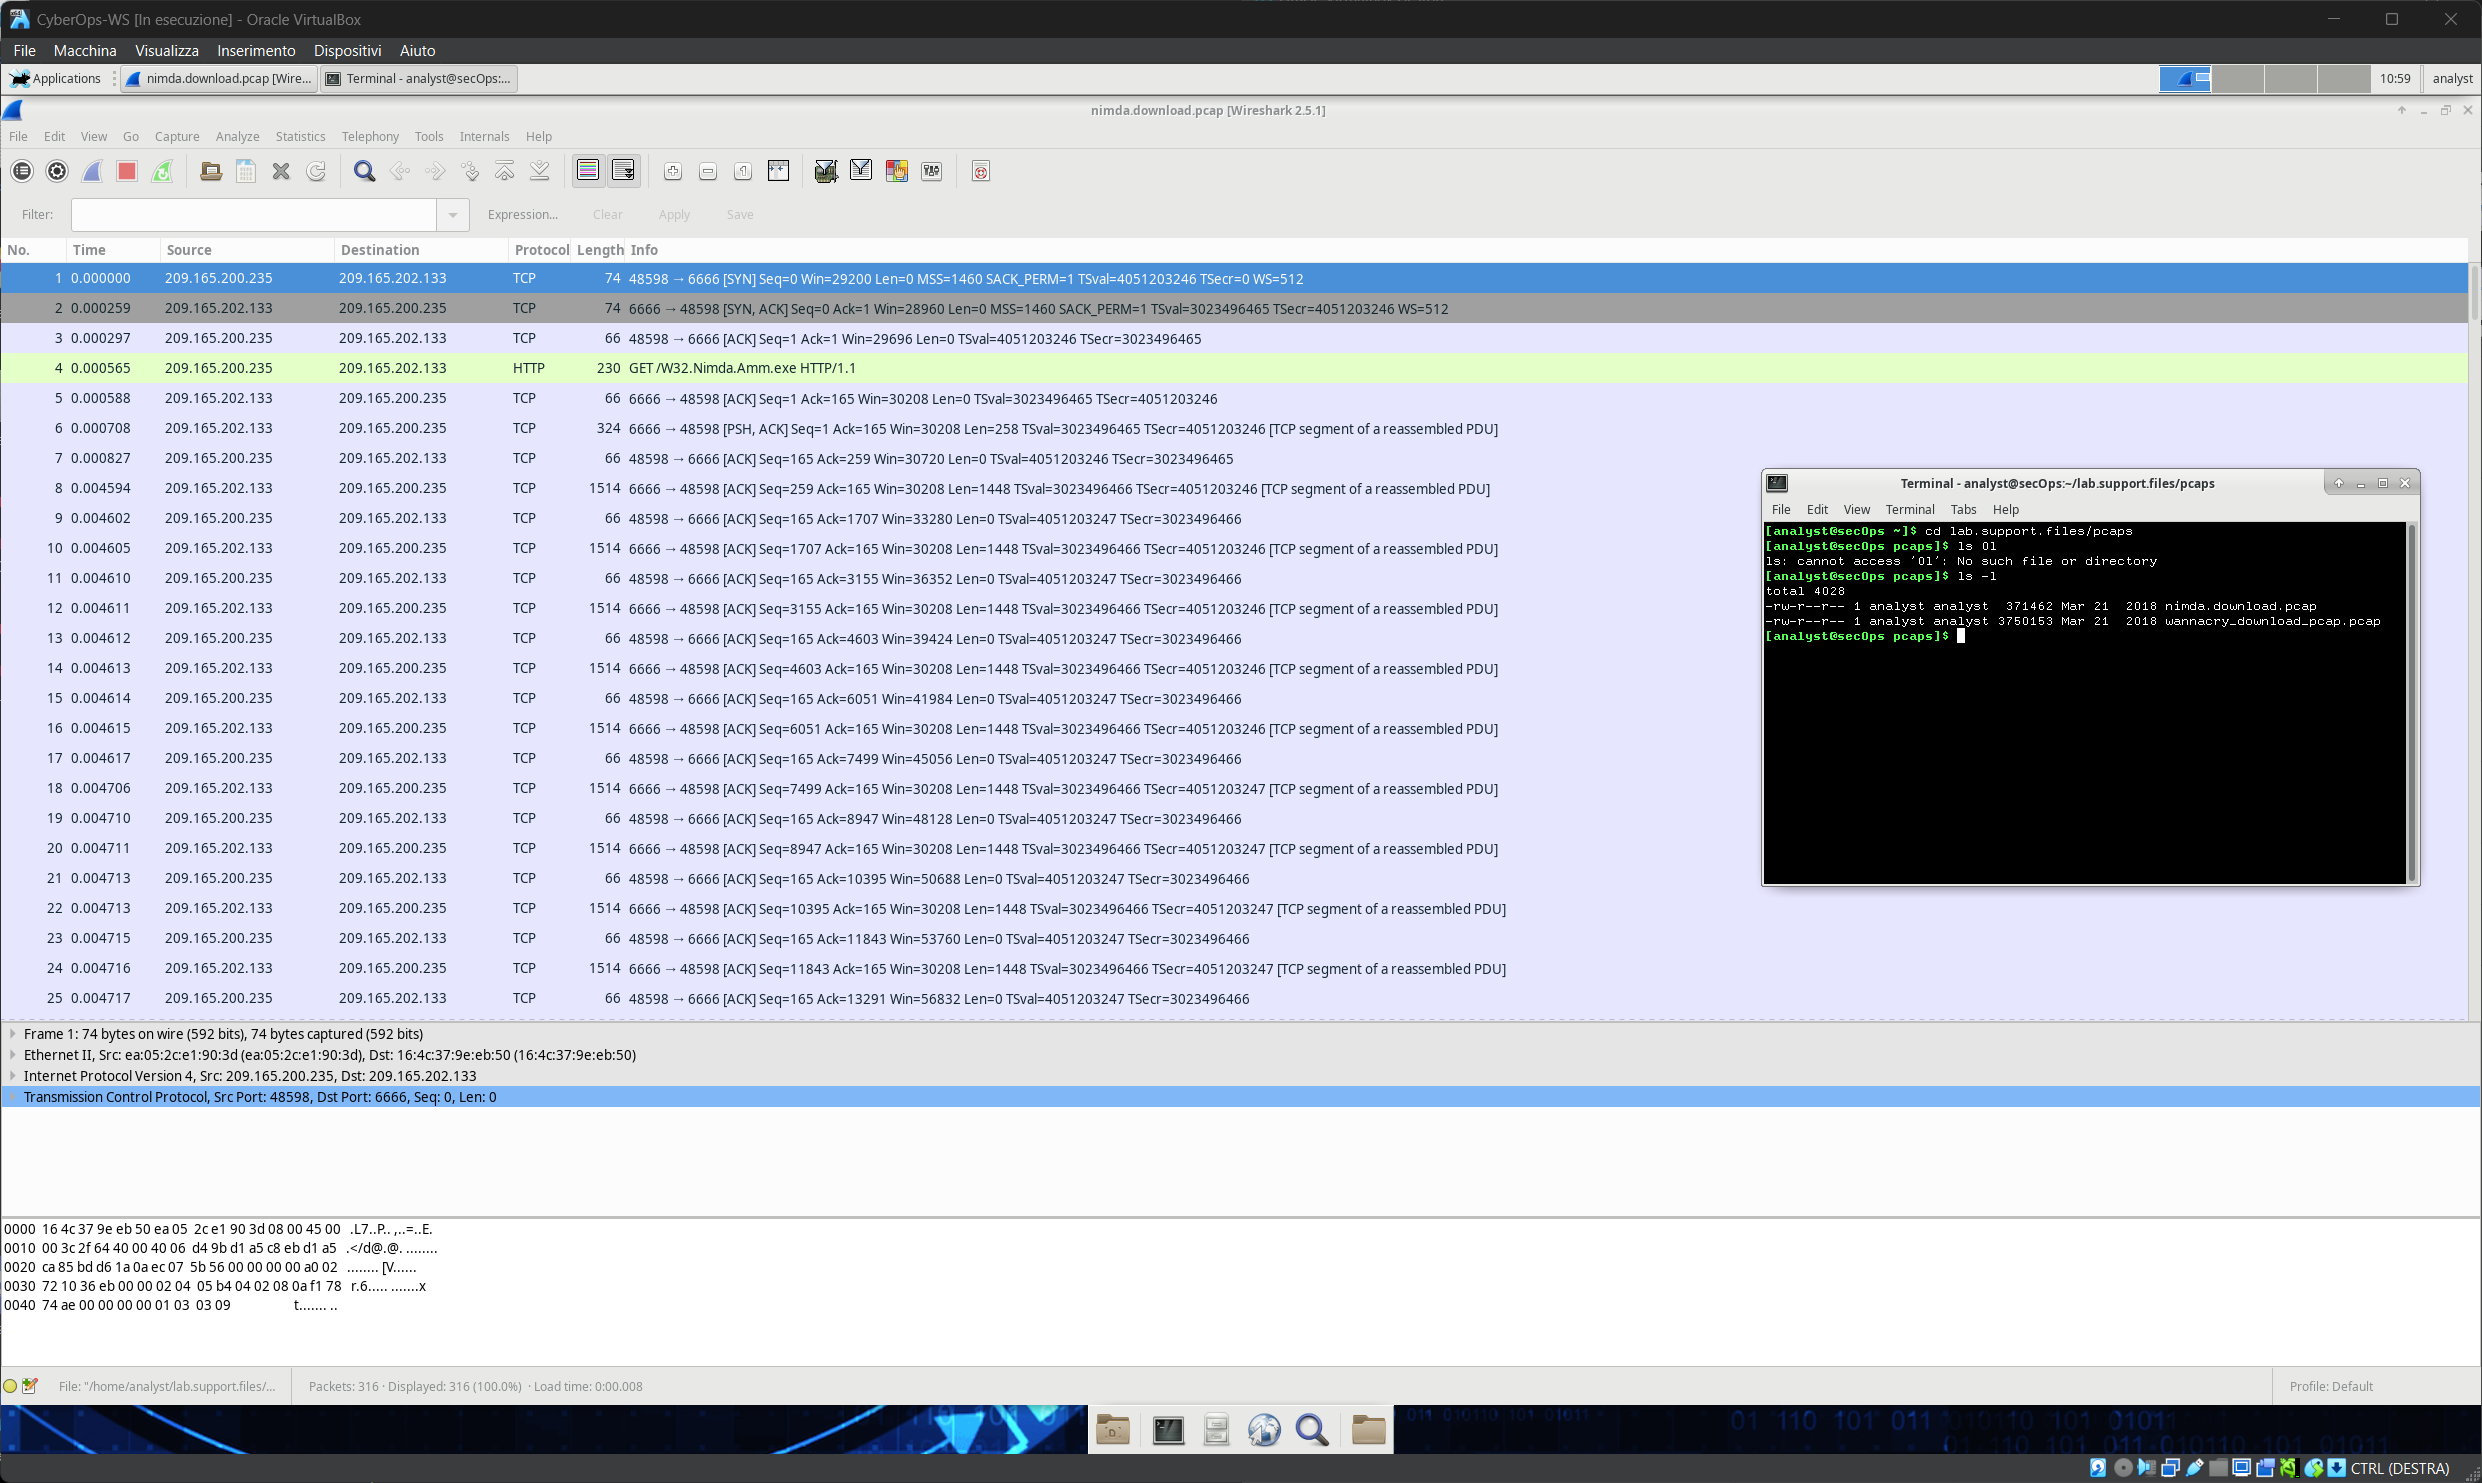 CyberOps-WS [In esecuzione] - Oracle VirtualBox
File Macchina Visualizza Inserimento Dispositivi Aiuto
Applications nimda.download.pcap [Wire... Terminal - analyst@secOps:... 10:59 analyst
nimda.download.pcap [Wireshark 2.5.1]
File Edit View Go Capture Analyze Statistics Telephony Tools Internals Help
Filter: Expression... Clear Apply Save
No. Time Source Destination Protocol Length Info
1 0.000000 209.165.200.235 209.165.202.133 TCP 74 48598 → 6666 [SYN] Seq=0 Win=29200 Len=0 MSS=1460 SACK_PERM=1 TSval=4051203246 TSecr=0 WS=512
2 0.000259 209.165.202.133 209.165.200.235 TCP 74 6666 → 48598 [SYN, ACK] Seq=0 Ack=1 Win=28960 Len=0 MSS=1460 SACK_PERM=1 TSval=3023496465 TSecr=4051203246 WS=512
3 0.000297 209.165.200.235 209.165.202.133 TCP 66 48598 → 6666 [ACK] Seq=1 Ack=1 Win=29696 Len=0 TSval=4051203246 TSecr=3023496465
4 0.000565 209.165.200.235 209.165.202.133 HTTP 230 GET /W32.Nimda.Amm.exe HTTP/1.1
5 0.000588 209.165.202.133 209.165.200.235 TCP 66 6666 → 48598 [ACK] Seq=1 Ack=165 Win=30208 Len=0 TSval=3023496465 TSecr=4051203246
6 0.000708 209.165.202.133 209.165.200.235 TCP 324 6666 → 48598 [PSH, ACK] Seq=1 Ack=165 Win=30208 Len=258 TSval=3023496465 TSecr=4051203246 [TCP segment of a reassembled PDU]
7 0.000827 209.165.200.235 209.165.202.133 TCP 66 48598 → 6666 [ACK] Seq=165 Ack=259 Win=30720 Len=0 TSval=4051203246 TSecr=3023496465
8 0.004594 209.165.202.133 209.165.200.235 TCP 1514 6666 → 48598 [ACK] Seq=259 Ack=165 Win=30208 Len=1448 TSval=3023496466 TSecr=4051203246 [TCP segment of a reassembled PDU]
9 0.004602 209.165.200.235 209.165.202.133 TCP 66 48598 → 6666 [ACK] Seq=165 Ack=1707 Win=33280 Len=0 TSval=4051203247 TSecr=3023496466
10 0.004605 209.165.202.133 209.165.200.235 TCP 1514 6666 → 48598 [ACK] Seq=1707 Ack=165 Win=30208 Len=1448 TSval=3023496466 TSecr=4051203246 [TCP segment of a reassembled PDU]
11 0.004610 209.165.200.235 209.165.202.133 TCP 66 48598 → 6666 [ACK] Seq=165 Ack=3155 Win=36352 Len=0 TSval=4051203247 TSecr=3023496466
12 0.004611 209.165.202.133 209.165.200.235 TCP 1514 6666 → 48598 [ACK] Seq=3155 Ack=165 Win=30208 Len=1448 TSval=3023496466 TSecr=4051203246 [TCP segment of a reassembled PDU]
13 0.004612 209.165.200.235 209.165.202.133 TCP 66 48598 → 6666 [ACK] Seq=165 Ack=4603 Win=39424 Len=0 TSval=4051203247 TSecr=3023496466
14 0.004613 209.165.202.133 209.165.200.235 TCP 1514 6666 → 48598 [ACK] Seq=4603 Ack=165 Win=30208 Len=1448 TSval=3023496466 TSecr=4051203246 [TCP segment of a reassembled PDU]
15 0.004614 209.165.200.235 209.165.202.133 TCP 66 48598 → 6666 [ACK] Seq=165 Ack=6051 Win=41984 Len=0 TSval=4051203247 TSecr=3023496466
16 0.004615 209.165.202.133 209.165.200.235 TCP 1514 6666 → 48598 [ACK] Seq=6051 Ack=165 Win=30208 Len=1448 TSval=3023496466 TSecr=4051203246 [TCP segment of a reassembled PDU]
17 0.004617 209.165.200.235 209.165.202.133 TCP 66 48598 → 6666 [ACK] Seq=165 Ack=7499 Win=45056 Len=0 TSval=4051203247 TSecr=3023496466
18 0.004706 209.165.202.133 209.165.200.235 TCP 1514 6666 → 48598 [ACK] Seq=7499 Ack=165 Win=30208 Len=1448 TSval=3023496466 TSecr=4051203247 [TCP segment of a reassembled PDU]
19 0.004710 209.165.200.235 209.165.202.133 TCP 66 48598 → 6666 [ACK] Seq=165 Ack=8947 Win=48128 Len=0 TSval=4051203247 TSecr=3023496466
20 0.004711 209.165.202.133 209.165.200.235 TCP 1514 6666 → 48598 [ACK] Seq=8947 Ack=165 Win=30208 Len=1448 TSval=3023496466 TSecr=4051203247 [TCP segment of a reassembled PDU]
21 0.004713 209.165.200.235 209.165.202.133 TCP 66 48598 → 6666 [ACK] Seq=165 Ack=10395 Win=50688 Len=0 TSval=4051203247 TSecr=3023496466
22 0.004713 209.165.202.133 209.165.200.235 TCP 1514 6666 → 48598 [ACK] Seq=10395 Ack=165 Win=30208 Len=1448 TSval=3023496466 TSecr=4051203247 [TCP segment of a reassembled PDU]
23 0.004715 209.165.200.235 209.165.202.133 TCP 66 48598 → 6666 [ACK] Seq=165 Ack=11843 Win=53760 Len=0 TSval=4051203247 TSecr=3023496466
24 0.004716 209.165.202.133 209.165.200.235 TCP 1514 6666 → 48598 [ACK] Seq=11843 Ack=165 Win=30208 Len=1448 TSval=3023496466 TSecr=4051203247 [TCP segment of a reassembled PDU]
25 0.004717 209.165.200.235 209.165.202.133 TCP 66 48598 → 6666 [ACK] Seq=165 Ack=13291 Win=56832 Len=0 TSval=4051203247 TSecr=3023496466
Terminal - analyst@secOps:~/lab.support.files/pcaps
File Edit View Terminal Tabs Help
[analyst@secOps ~]$ cd lab.support.files/pcaps
[analyst@secOps pcaps]$ ls 0l
ls: cannot access '0l': No such file or directory
[analyst@secOps pcaps]$ ls -l
total 4028
-rw-r--r-- 1 analyst analyst 371462 Mar 21 2018 nimda.download.pcap
-rw-r--r-- 1 analyst analyst 3750153 Mar 21 2018 wannacry_download_pcap.pcap
[analyst@secOps pcaps]$
Frame 1: 74 bytes on wire (592 bits), 74 bytes captured (592 bits)
Ethernet II, Src: ea:05:2c:e1:90:3d (ea:05:2c:e1:90:3d), Dst: 16:4c:37:9e:eb:50 (16:4c:37:9e:eb:50)
Internet Protocol Version 4, Src: 209.165.200.235, Dst: 209.165.202.133
Transmission Control Protocol, Src Port: 48598, Dst Port: 6666, Seq: 0, Len: 0
0000 16 4c 37 9e eb 50 ea 05 2c e1 90 3d 08 00 45 00 .L7..P.. ,..=..E.
0010 00 3c 2f 64 40 00 40 06 d4 9b d1 a5 c8 eb d1 a5 .</d@.@. ........
0020 ca 85 bd d6 1a 0a ec 07 5b 56 00 00 00 00 a0 02 ........ [V......
0030 72 10 36 eb 00 00 02 04 05 b4 04 02 08 0a f1 78 r.6..... .......x
0040 74 ae 00 00 00 00 01 03 03 09 t....... ..
File: "/home/analyst/lab.support.files/... Packets: 316 · Displayed: 316 (100.0%) · Load time: 0:00.008 Profile: Default
CTRL (DESTRA)